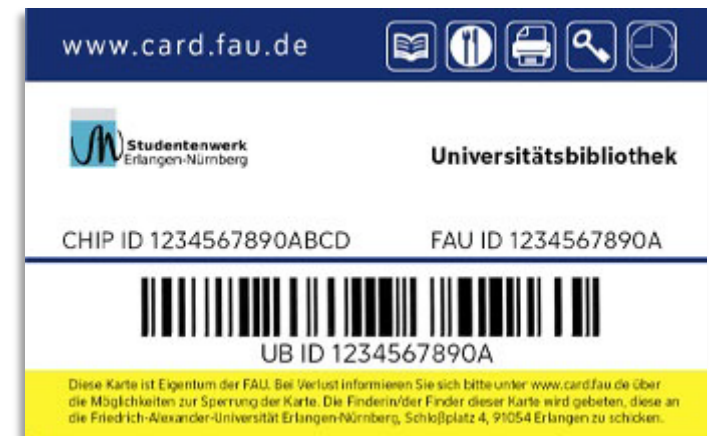 www.card.fau.de
Studentenwerk
Erlangen-Nürnberg
Universitätsbibliothek
CHIP ID 1234567890ABCD
FAU ID 1234567890A
UB ID 1234567890A
Diese Karte ist Eigentum der FAU. Bei Verlust informieren Sie sich bitte unter www.card.fau.de über
die Möglichkeiten zur Sperrung der Karte. Die Finderin/der Finder dieser Karte wird gebeten, diese an
die Friedrich-Alexander-Universität Erlangen-Nürnberg, Schloßplatz 4, 91054 Erlangen zu schicken.